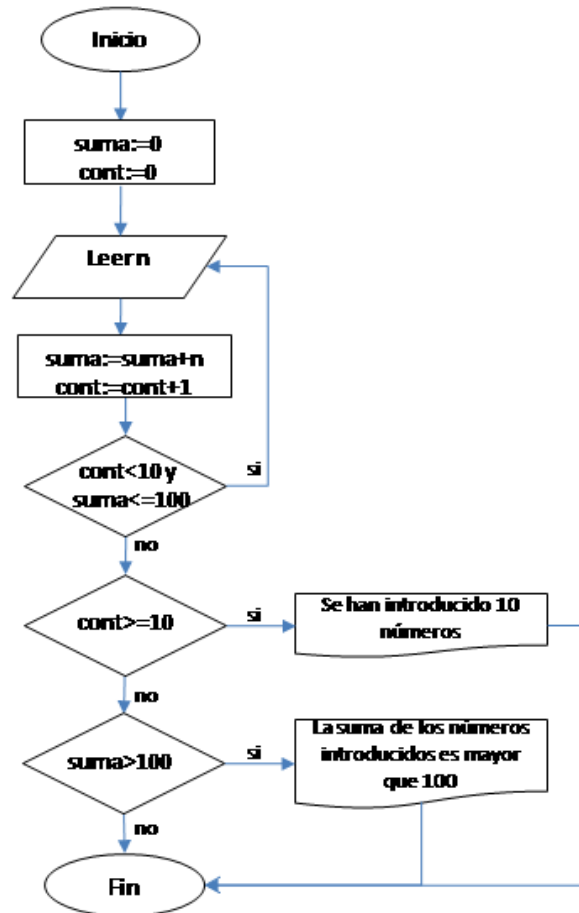 Inicio
suma:=0
cont:=0
Leer n
suma:=suma+n
cont:=cont+1
cont<10 y
suma<=100
si
no
cont>=10
si
Se han introducido 10
números
no
suma>100
si
La suma de los números
introducidos es mayor
que 100
no
Fin